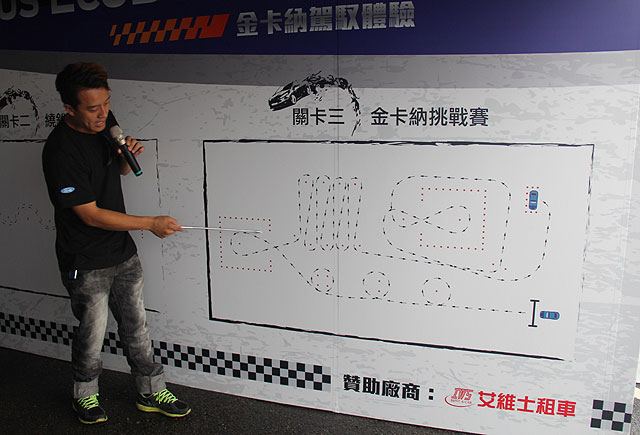 金卡納駕馭體驗
關卡二
關卡三 金卡納挑戰賽
贊助廠商：
IWS 艾維士租車